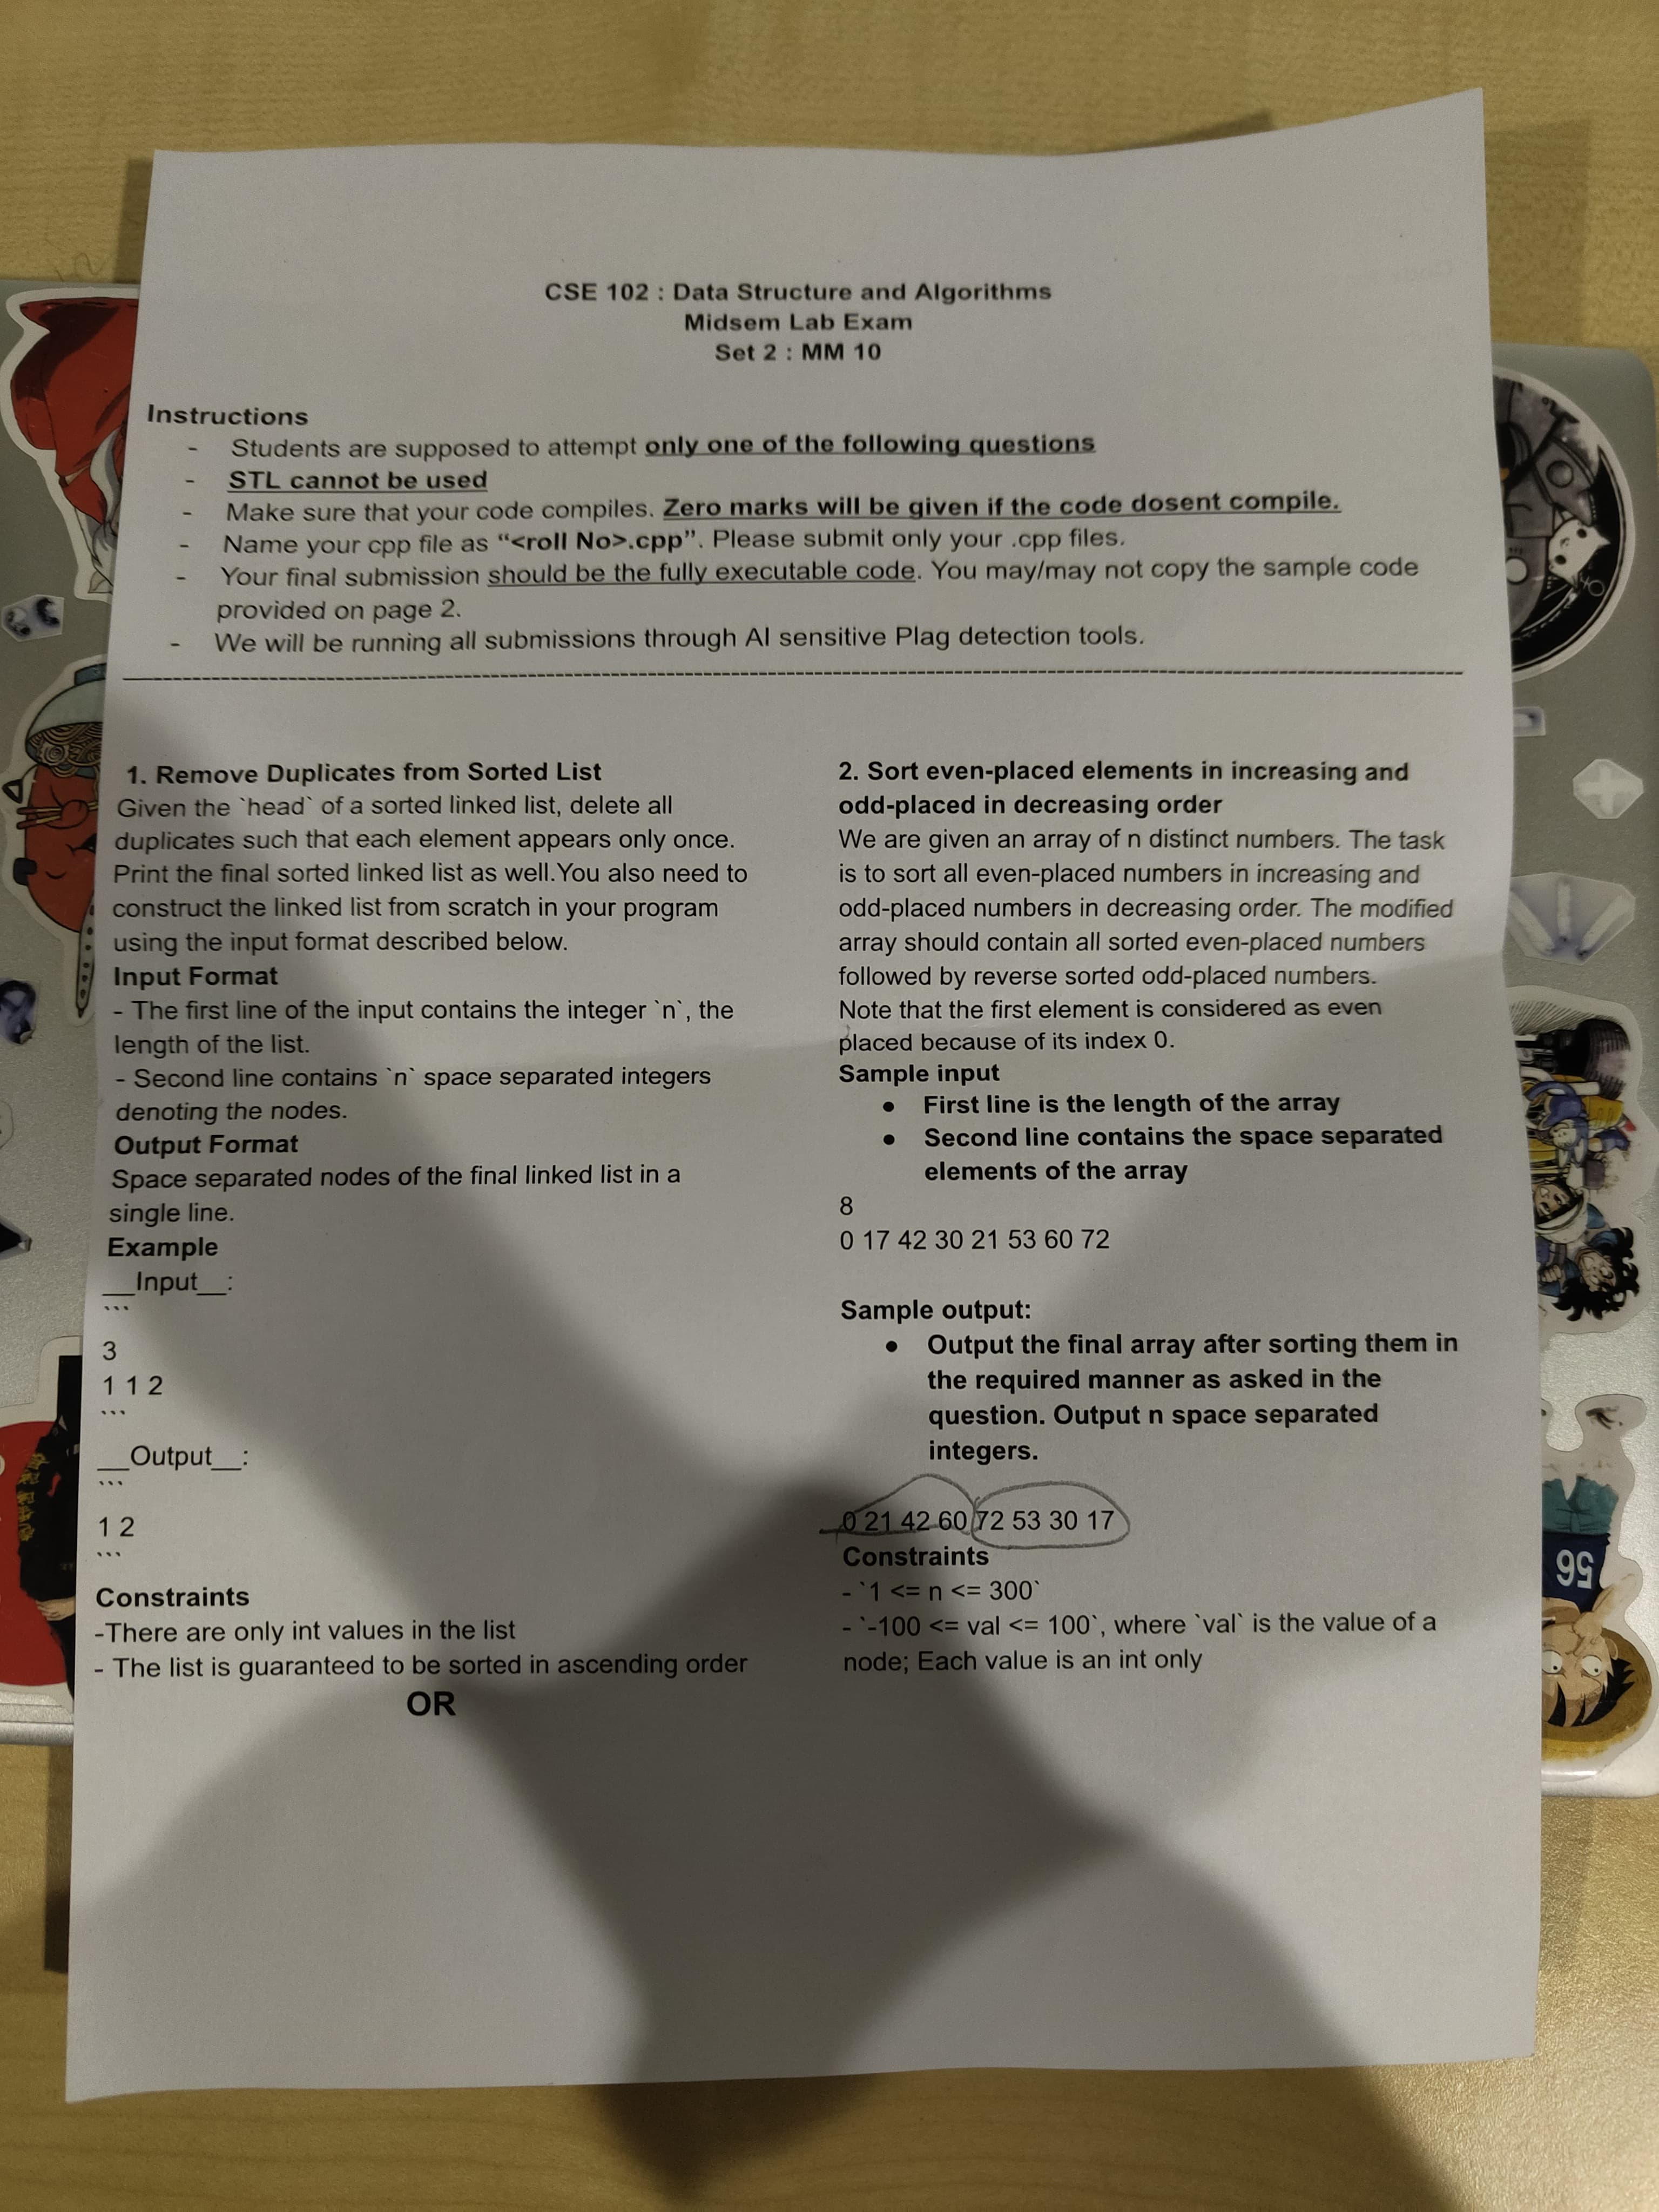 CSE 102 : Data Structure and Algorithms
Midsem Lab Exam
Set 2 : MM 10
Instructions
- Students are supposed to attempt only one of the following questions
- STL cannot be used
- Make sure that your code compiles. Zero marks will be given if the code dosent compile.
- Name your cpp file as “<roll No>.cpp”. Please submit only your .cpp files.
- Your final submission should be the fully executable code. You may/may not copy the sample code
provided on page 2.
- We will be running all submissions through AI sensitive Plag detection tools.
1. Remove Duplicates from Sorted List
Given the `head` of a sorted linked list, delete all
duplicates such that each element appears only once.
Print the final sorted linked list as well.You also need to
construct the linked list from scratch in your program
using the input format described below.
Input Format
- The first line of the input contains the integer `n`, the
length of the list.
- Second line contains `n` space separated integers
denoting the nodes.
Output Format
Space separated nodes of the final linked list in a
single line.
Example
__Input__:
```
3
1 1 2
```
__Output__:
```
1 2
```
Constraints
-There are only int values in the list
- The list is guaranteed to be sorted in ascending order
OR
2. Sort even-placed elements in increasing and
odd-placed in decreasing order
We are given an array of n distinct numbers. The task
is to sort all even-placed numbers in increasing and
odd-placed numbers in decreasing order. The modified
array should contain all sorted even-placed numbers
followed by reverse sorted odd-placed numbers.
Note that the first element is considered as even
placed because of its index 0.
Sample input
● First line is the length of the array
● Second line contains the space separated
elements of the array
8
0 17 42 30 21 53 60 72
Sample output:
● Output the final array after sorting them in
the required manner as asked in the
question. Output n space separated
integers.
0 21 42 60 72 53 30 17
Constraints
- `1 <= n <= 300`
- `-100 <= val <= 100`, where `val` is the value of a
node; Each value is an int only
56